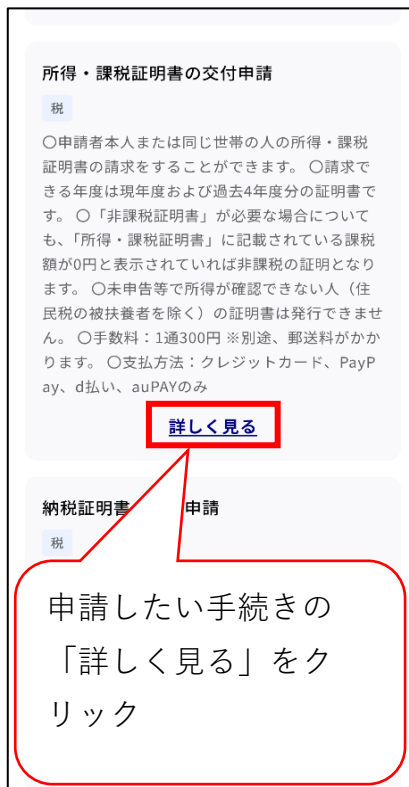 所得・課税証明書の交付申請
税
〇申請者本人または同じ世帯の人の所得・課税
証明書の請求をすることができます。 〇請求で
きる年度は現年度および過去4年度分の証明書で
す。 〇「非課税証明書」が必要な場合について
も、「所得・課税証明書」に記載されている課税
額が0円と表示されていれば非課税の証明となり
ます。 〇未申告等で所得が確認できない人（住
民税の被扶養者を除く）の証明書は発行できませ
ん。 〇手数料：1通300円 ※別途、郵送料がかか
ります。 〇支払方法：クレジットカード、PayP
ay、d払い、auPAYのみ
詳しく見る
納税証明書 申請
税
申請したい手続きの
「詳しく見る」をク
リック